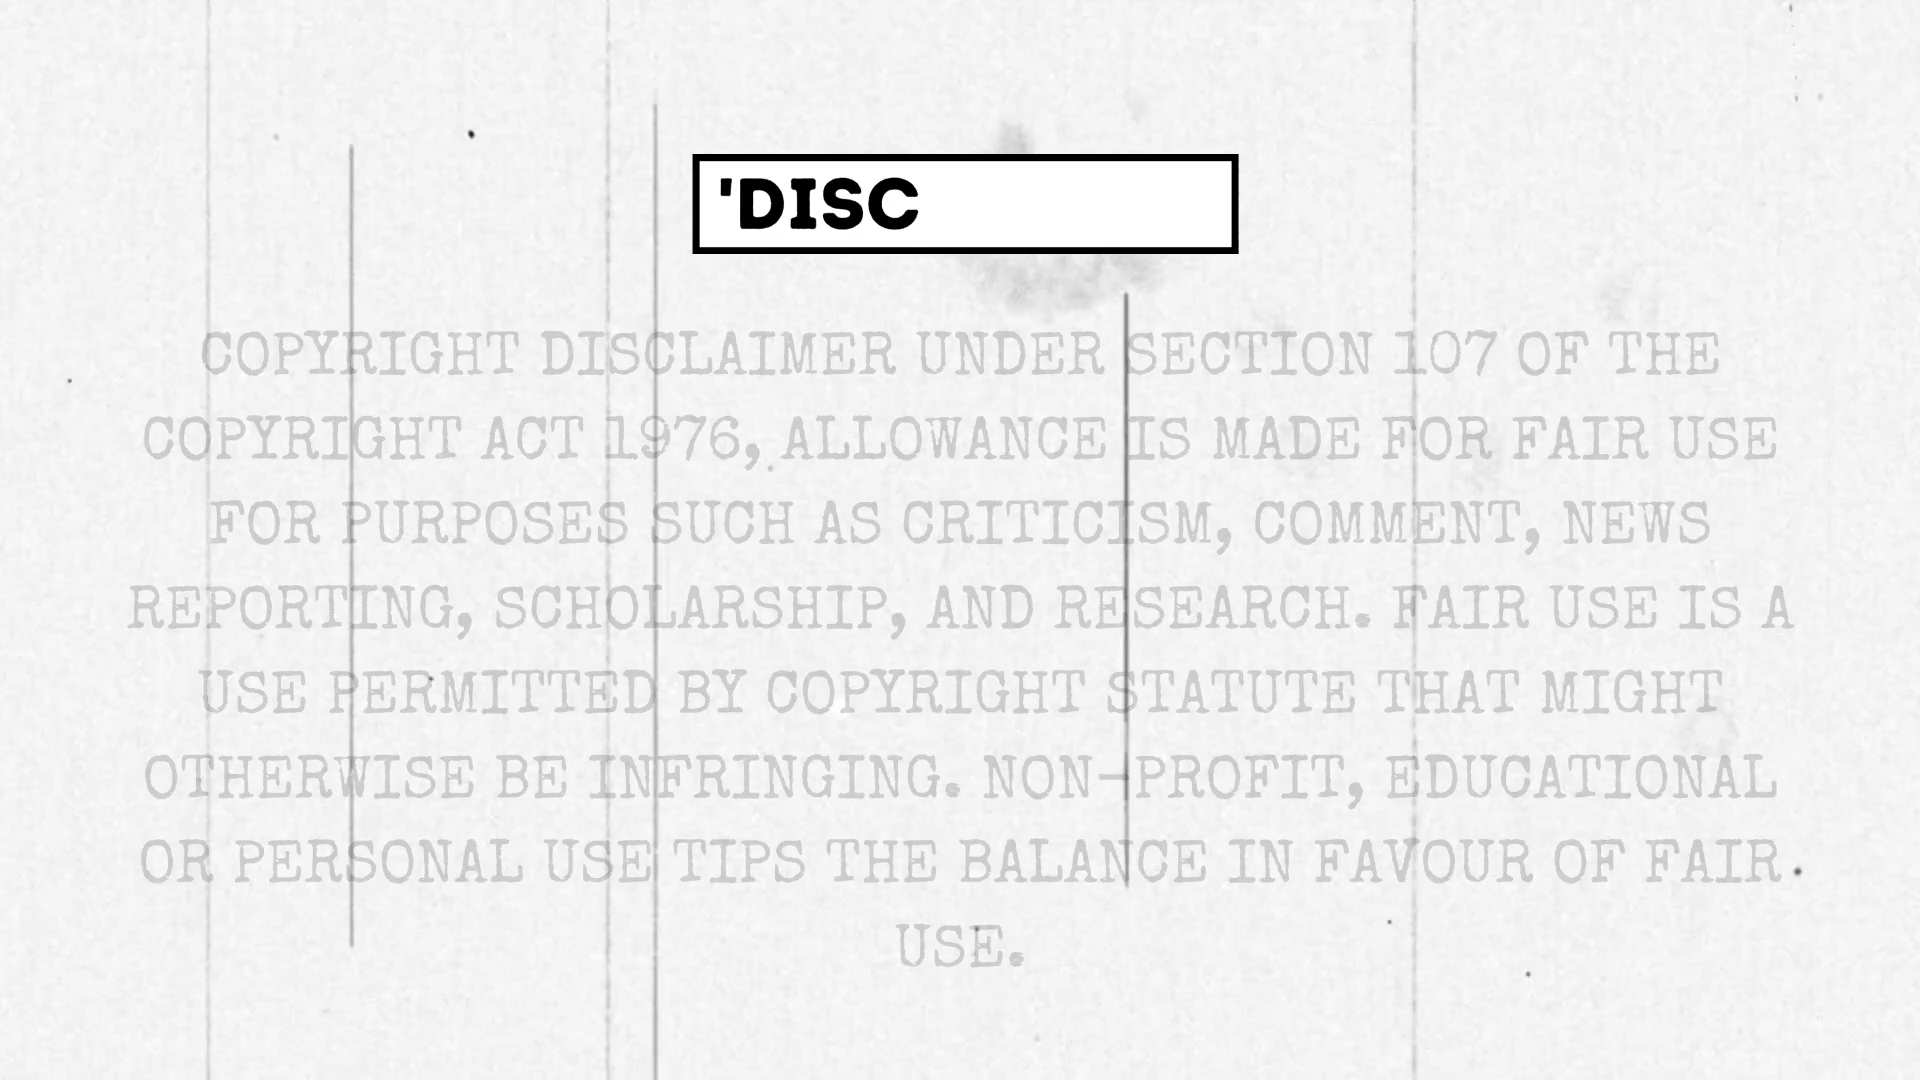 'DISC
COPYRIGHT DISCLAIMER UNDER SECTION 107 OF THE
COPYRIGHT ACT 1976, ALLOWANCE IS MADE FOR FAIR USE
FOR PURPOSES SUCH AS CRITICISM, COMMENT, NEWS
REPORTING, SCHOLARSHIP, AND RESEARCH. FAIR USE IS A
USE PERMITTED BY COPYRIGHT STATUTE THAT MIGHT
OTHERWISE BE INFRINGING. NON-PROFIT, EDUCATIONAL
OR PERSONAL USE TIPS THE BALANCE IN FAVOUR OF FAIR
USE.